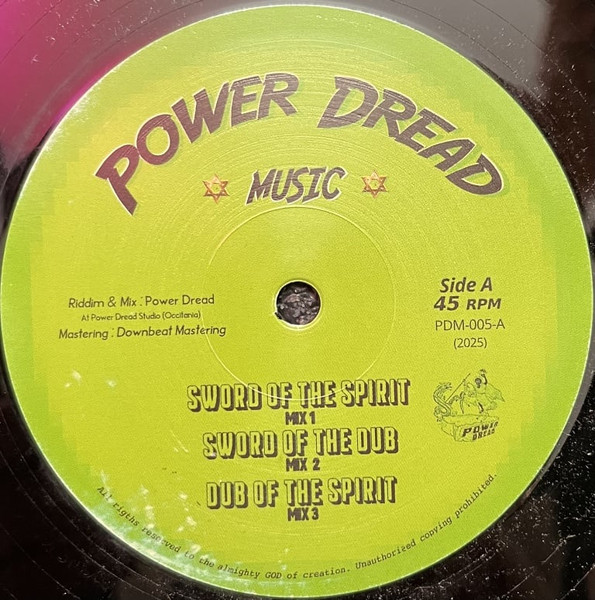 POWER DREAD
MUSIC
Riddim & Mix : Power Dread
At Power Dread Studio (Occitania)
Mastering : Downbeat Mastering
Side A
45 RPM
PDM-005-A
(2025)
SWORD OF THE SPIRIT
MIX 1
SWORD OF THE DUB
MIX 2
DUB OF THE SPIRIT
MIX 3
POWER
DREAD
All rigths reserved to the almighty GOD of creation. Unauthorized copying prohibited.